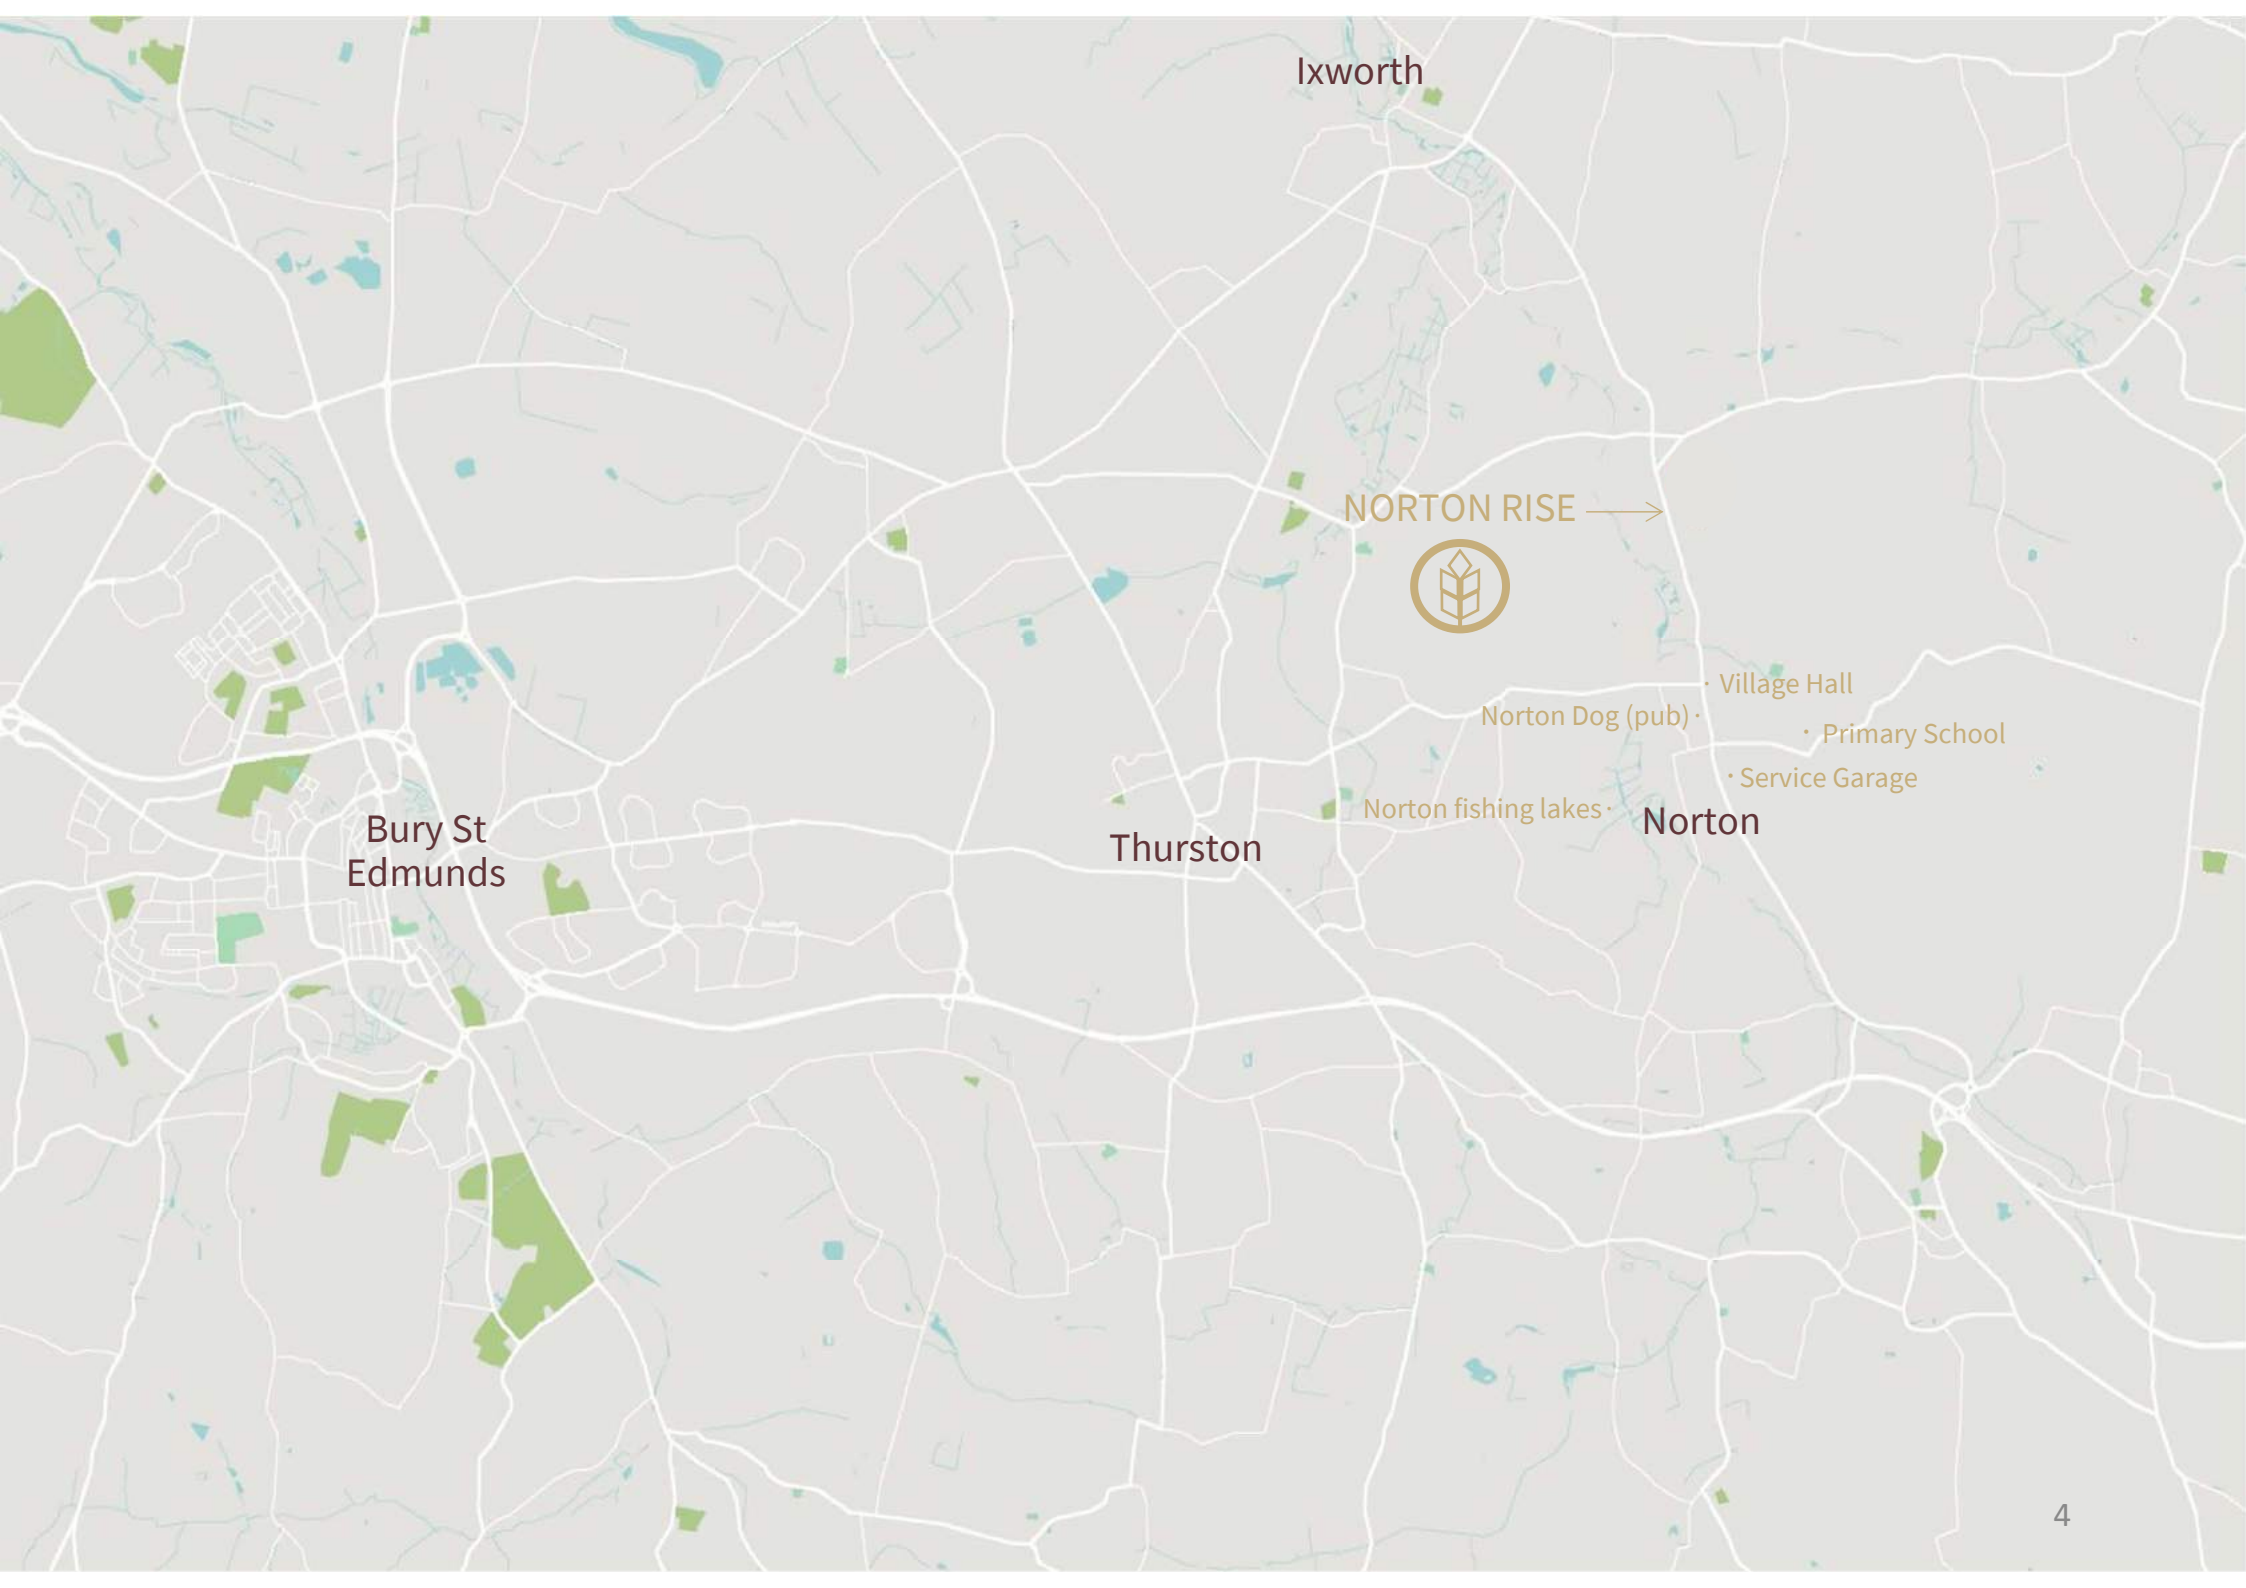 Ixworth
NORTON RISE
Village Hall
Norton Dog (pub)
Primary School
Service Garage
Norton fishing lakes
Norton
Bury St
Edmunds
Thurston
4